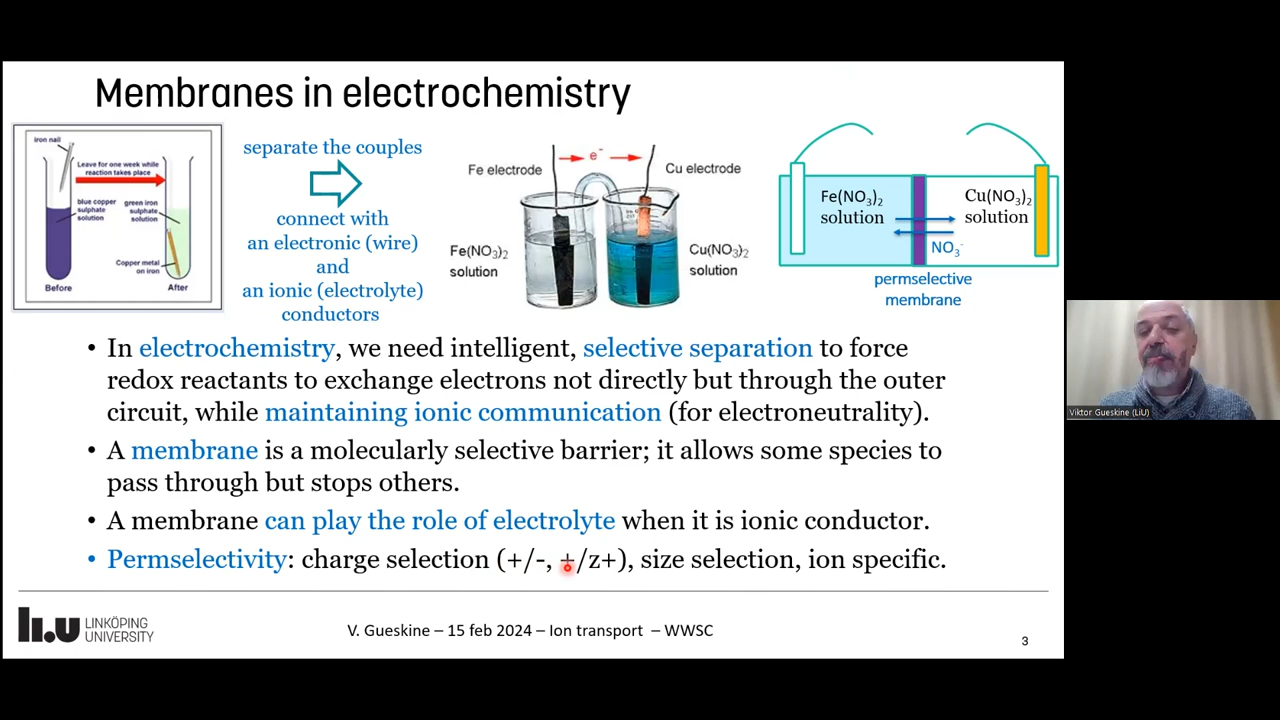 Membranes in electrochemistry
iron nail
Leave for one week while
reaction takes place
blue copper
sulphate
solution
green iron
sulphate
solution
Copper metal
on iron
Before
After
separate the couples
connect with
an electronic (wire)
and
an ionic (electrolyte)
conductors
e⁻
Fe electrode
Cu electrode
Fe(NO₃)₂
solution
Cu(NO₃)₂
solution
Fe(NO₃)₂
solution
Cu(NO₃)₂
solution
NO₃⁻
permselective
membrane
• In electrochemistry, we need intelligent, selective separation to force
redox reactants to exchange electrons not directly but through the outer
circuit, while maintaining ionic communication (for electroneutrality).
• A membrane is a molecularly selective barrier; it allows some species to
pass through but stops others.
• A membrane can play the role of electrolyte when it is ionic conductor.
• Permselectivity: charge selection (+/-, +/z+), size selection, ion specific.
li.u LINKÖPING
UNIVERSITY
V. Gueskine – 15 feb 2024 – Ion transport – WWSC
3
Viktor Gueskine (LiU)